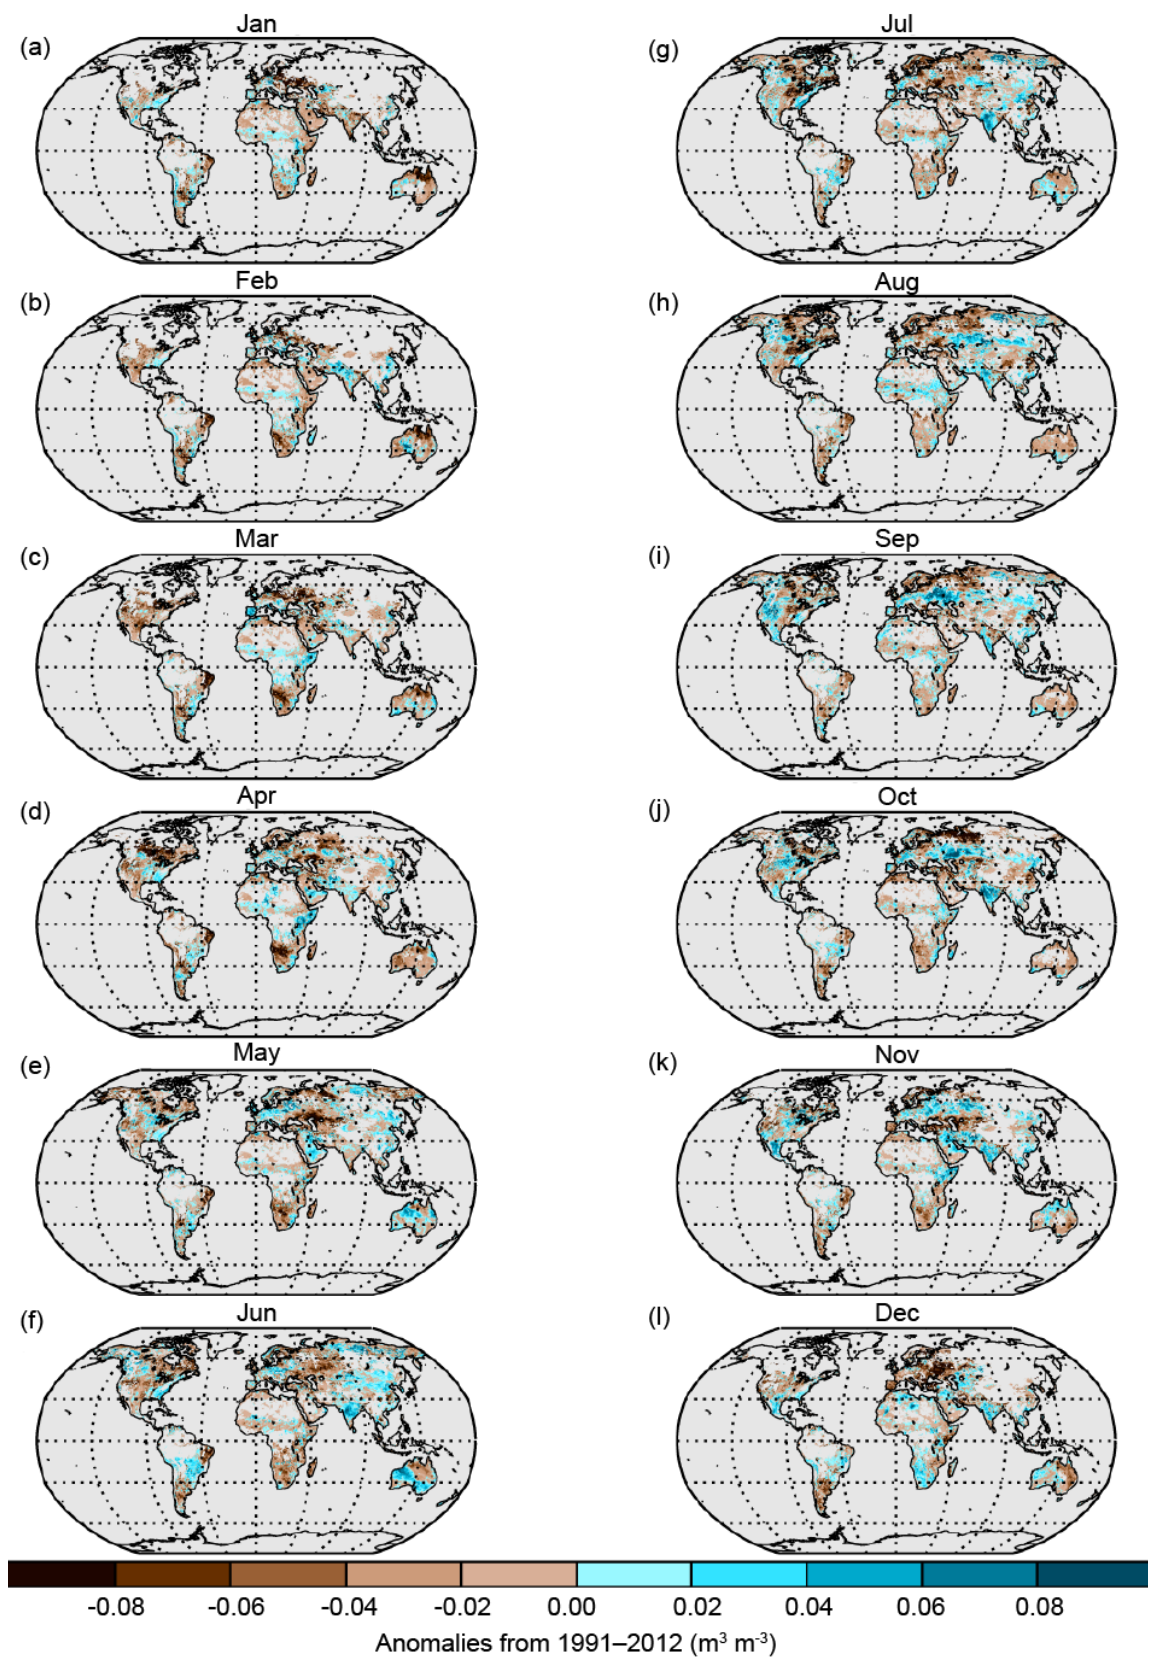 Jan
(a)
Jul
(g)
Feb
(b)
Aug
(h)
Mar
(c)
Sep
(i)
Apr
(d)
Oct
(j)
May
(e)
Nov
(k)
Jun
(f)
Dec
(l)
-0.08 -0.06 -0.04 -0.02 0.00 0.02 0.04 0.06 0.08
Anomalies from 1991–2012 (m³ m⁻³)